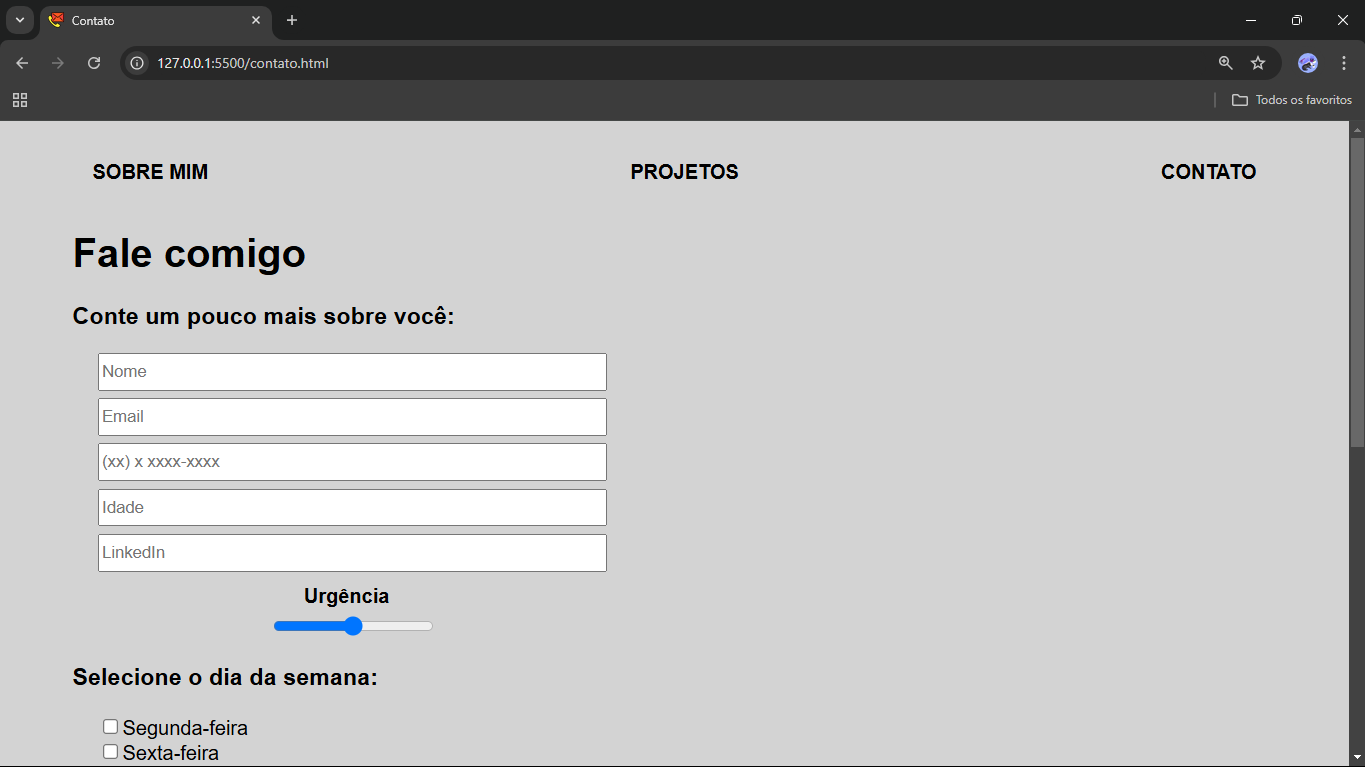 Contato
127.0.0.1:5500/contato.html
Todos os favoritos
SOBRE MIM PROJETOS CONTATO
Fale comigo
Conte um pouco mais sobre você:
Nome
Email
(xx) x xxxx-xxxx
Idade
LinkedIn
Urgência
Selecione o dia da semana:
Segunda-feira
Sexta-feira